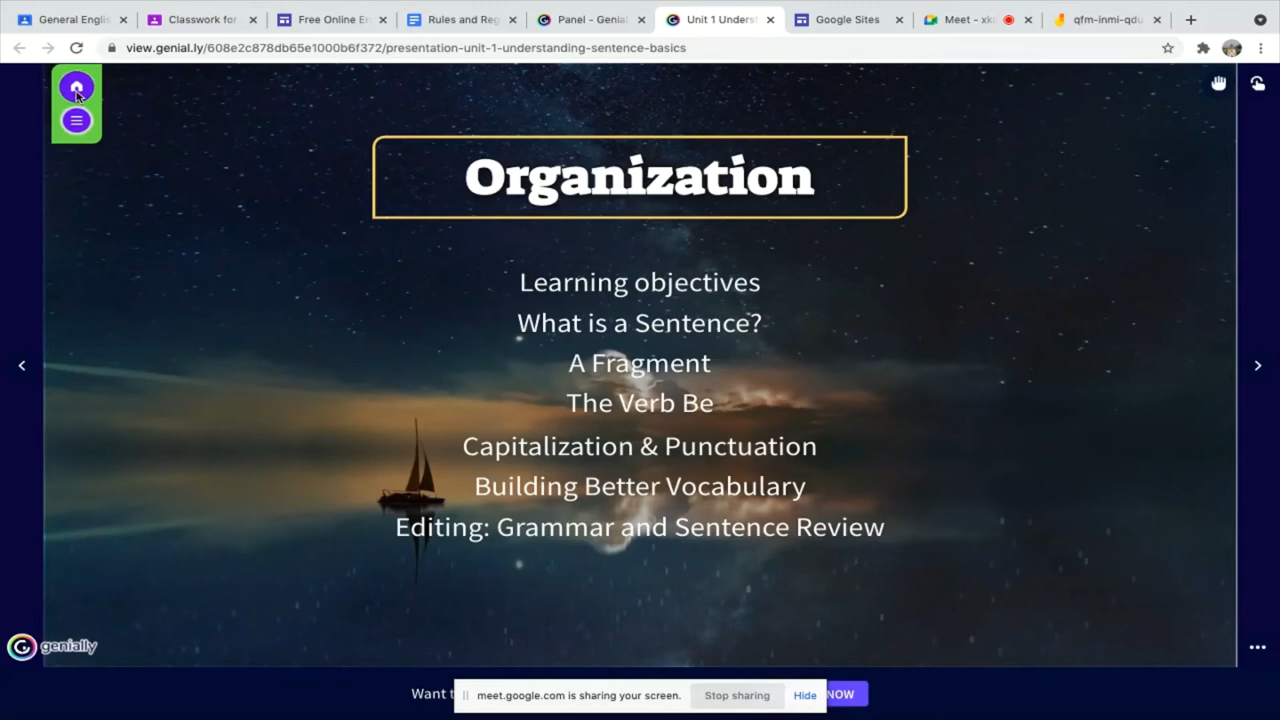 General Englis
Classwork for
Free Online En
Rules and Reg
Panel - Genial
Unit 1 Unders
Google Sites
Meet - xk
qfm-inmi-qdu
view.genial.ly/608e2c878db65e1000b6f372/presentation-unit-1-understanding-sentence-basics
Organization
Learning objectives
What is a Sentence?
A Fragment
The Verb Be
Capitalization & Punctuation
Building Better Vocabulary
Editing: Grammar and Sentence Review
genially
Want
meet.google.com is sharing your screen.
Stop sharing
Hide
NOW